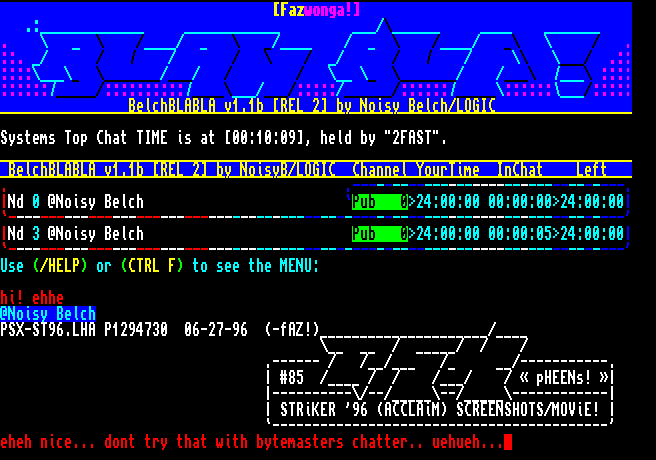 [Fazwonga!]
BelchBLABLA v1.1b [REL 2] by Noisy Belch/LOGIC
Systems Top Chat TIME is at [00:10:09], held by "2FAST".
BelchBLABLA v1.1b [REL 2] by NoisyB/LOGIC Channel YourTime InChat Left
Nd 0 @Noisy Belch Pub 0>24:00:00 00:00:00>24:00:00
Nd 3 @Noisy Belch Pub 0>24:00:00 00:00:05>24:00:00
Use (/HELP) or (CTRL F) to see the MENU:
hi! ehhe
@Noisy Belch
PSX-ST96.LHA P1294730 06-27-96 (-fAZ!)
#85 « pHEENs! »
STRiKER '96 (ACCLAiM) SCREENSHOTS/MOViE!
eheh nice... dont try that with bytemasters chatter.. uehueh...